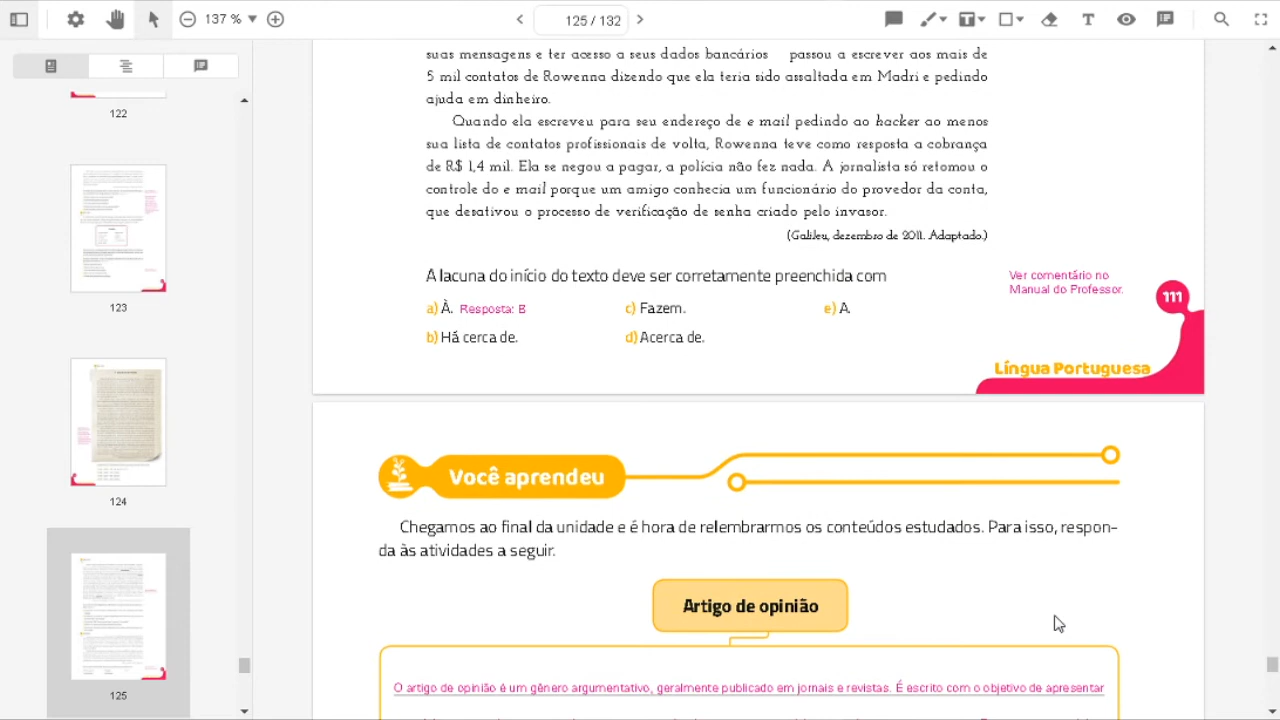 137 %
125 / 132
122
123
124
125
suas mensagens e ter acesso a seus dados bancários passou a escrever aos mais de
5 mil contatos de Rowenna dizendo que ela teria sido assaltada em Madri e pedindo
ajuda em dinheiro.
Quando ela escreveu para seu endereço de e mail pedindo ao hacker ao menos
sua lista de contatos profissionais de volta, Rowenna teve como resposta a cobrança
de R$ 1,4 mil. Ela se negou a pagar, a polícia não fez nada. A jornalista só retomou o
controle do e mail porque um amigo conhecia um funcionário do provedor da conta,
que desativou o processo de verificação de senha criado pelo invasor.
(Galileu, dezembro de 2011. Adaptado.)
A lacuna do início do texto deve ser corretamente preenchida com
a) À. Resposta: B
c) Fazem.
e) A.
b) Há cerca de.
d) Acerca de.
Ver comentário no
Manual do Professor.
111
Língua Portuguesa
Você aprendeu
Chegamos ao final da unidade e é hora de relembrarmos os conteúdos estudados. Para isso, respon-
da às atividades a seguir.
Artigo de opinião
O artigo de opinião é um gênero argumentativo, geralmente publicado em jornais e revistas. É escrito com o objetivo de apresentar